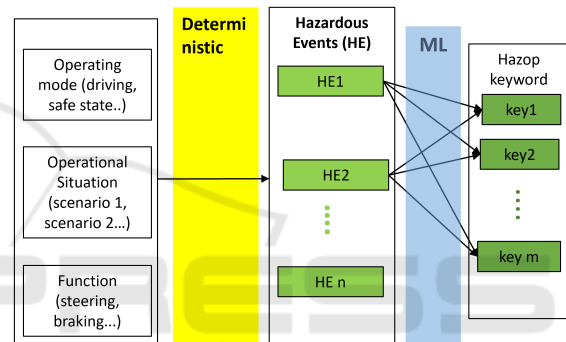 Operating
mode (driving,
safe state..)
Operational
Situation
(scenario 1,
scenario 2...)
Function
(steering,
braking...)
Determi
nistic
Hazardous
Events (HE)
HE1
HE2
HE n
ML
Hazop
keyword
key1
key2
key m
PRESS